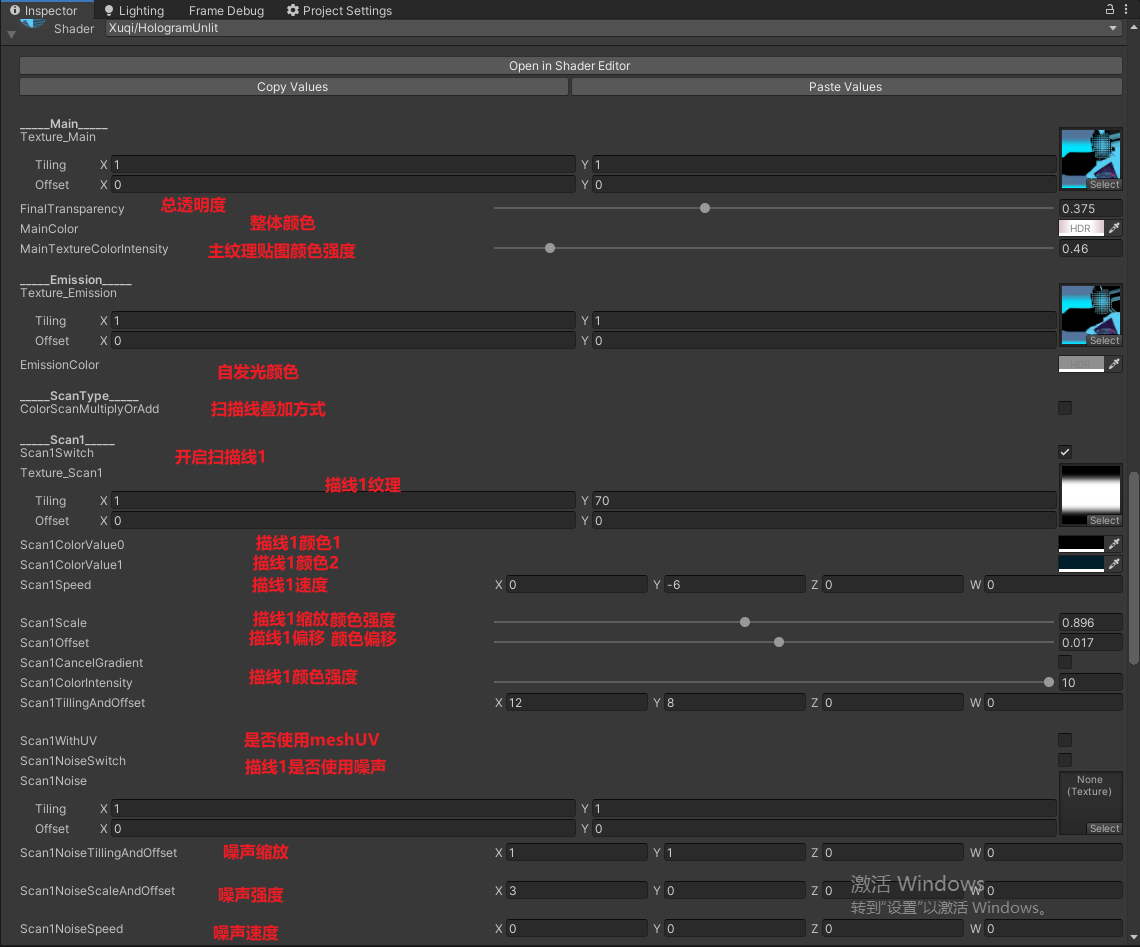 Inspector Lighting Frame Debug Project Settings
Shader Xuqi/HologramUnlit
Open in Shader Editor
Copy Values Paste Values
_____Main_____
Texture_Main
Tiling X 1 Y 1
Offset X 0 Y 0
Select
FinalTransparency 总透明度 0.375
MainColor 整体颜色 HDR
MainTextureColorIntensity 主纹理贴图颜色强度 0.46
_____Emission_____
Texture_Emission
Tiling X 1 Y 1
Offset X 0 Y 0
Select
EmissionColor 自发光颜色 HDR
_____ScanType_____
ColorScanMultiplyOrAdd 扫描线叠加方式
_____Scan1_____
Scan1Switch 开启扫描线1
Texture_Scan1 描线1纹理
Tiling X 1 Y 70
Offset X 0 Y 0
Select
Scan1ColorValue0 描线1颜色1
Scan1ColorValue1 描线1颜色2
Scan1Speed 描线1速度 X 0 Y -6 Z 0 W 0
Scan1Scale 描线1缩放颜色强度 0.896
Scan1Offset 描线1偏移 颜色偏移 0.017
Scan1CancelGradient
Scan1ColorIntensity 描线1颜色强度 10
Scan1TillingAndOffset X 12 Y 8 Z 0 W 0
Scan1WithUV 是否使用meshUV
Scan1NoiseSwitch 描线1是否使用噪声
Scan1Noise None
(Texture)
Tiling X 1 Y 1
Offset X 0 Y 0
Select
Scan1NoiseTillingAndOffset 噪声缩放 X 1 Y 1 Z 0 W 0
Scan1NoiseScaleAndOffset 噪声强度 X 3 Y 0 Z 0 W 0
激活 Windows
转到"设置"以激活 Windows。
Scan1NoiseSpeed 噪声速度 X 0 Y 0 Z 0 W 0